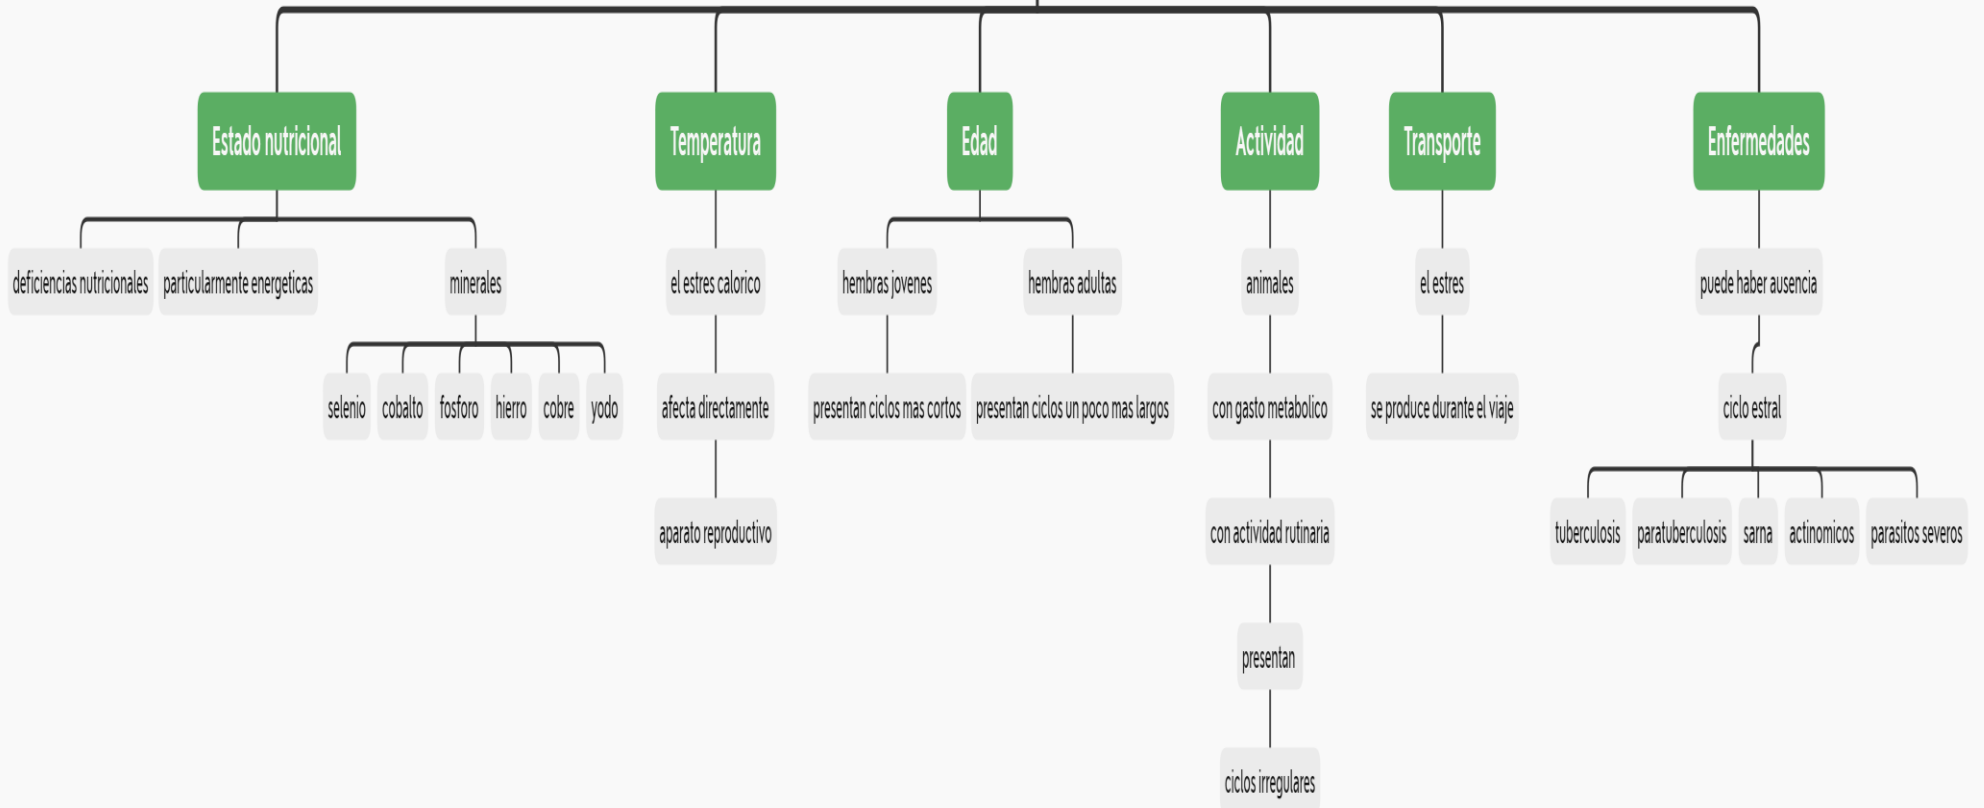 Estado nutricional
Temperatura
Edad
Actividad
Transporte
Enfermedades
deficiencias nutricionales
particularmente energeticas
minerales
el estres calorico
hembras jovenes
hembras adultas
animales
el estres
puede haber ausencia
selenio
cobalto
fosforo
hierro
cobre
yodo
afecta directamente
presentan ciclos mas cortos
presentan ciclos un poco mas largos
con gasto metabolico
se produce durante el viaje
ciclo estral
aparato reproductivo
con actividad rutinaria
tuberculosis
paratuberculosis
sarna
actinomicos
parasitos severos
presentan
ciclos irregulares